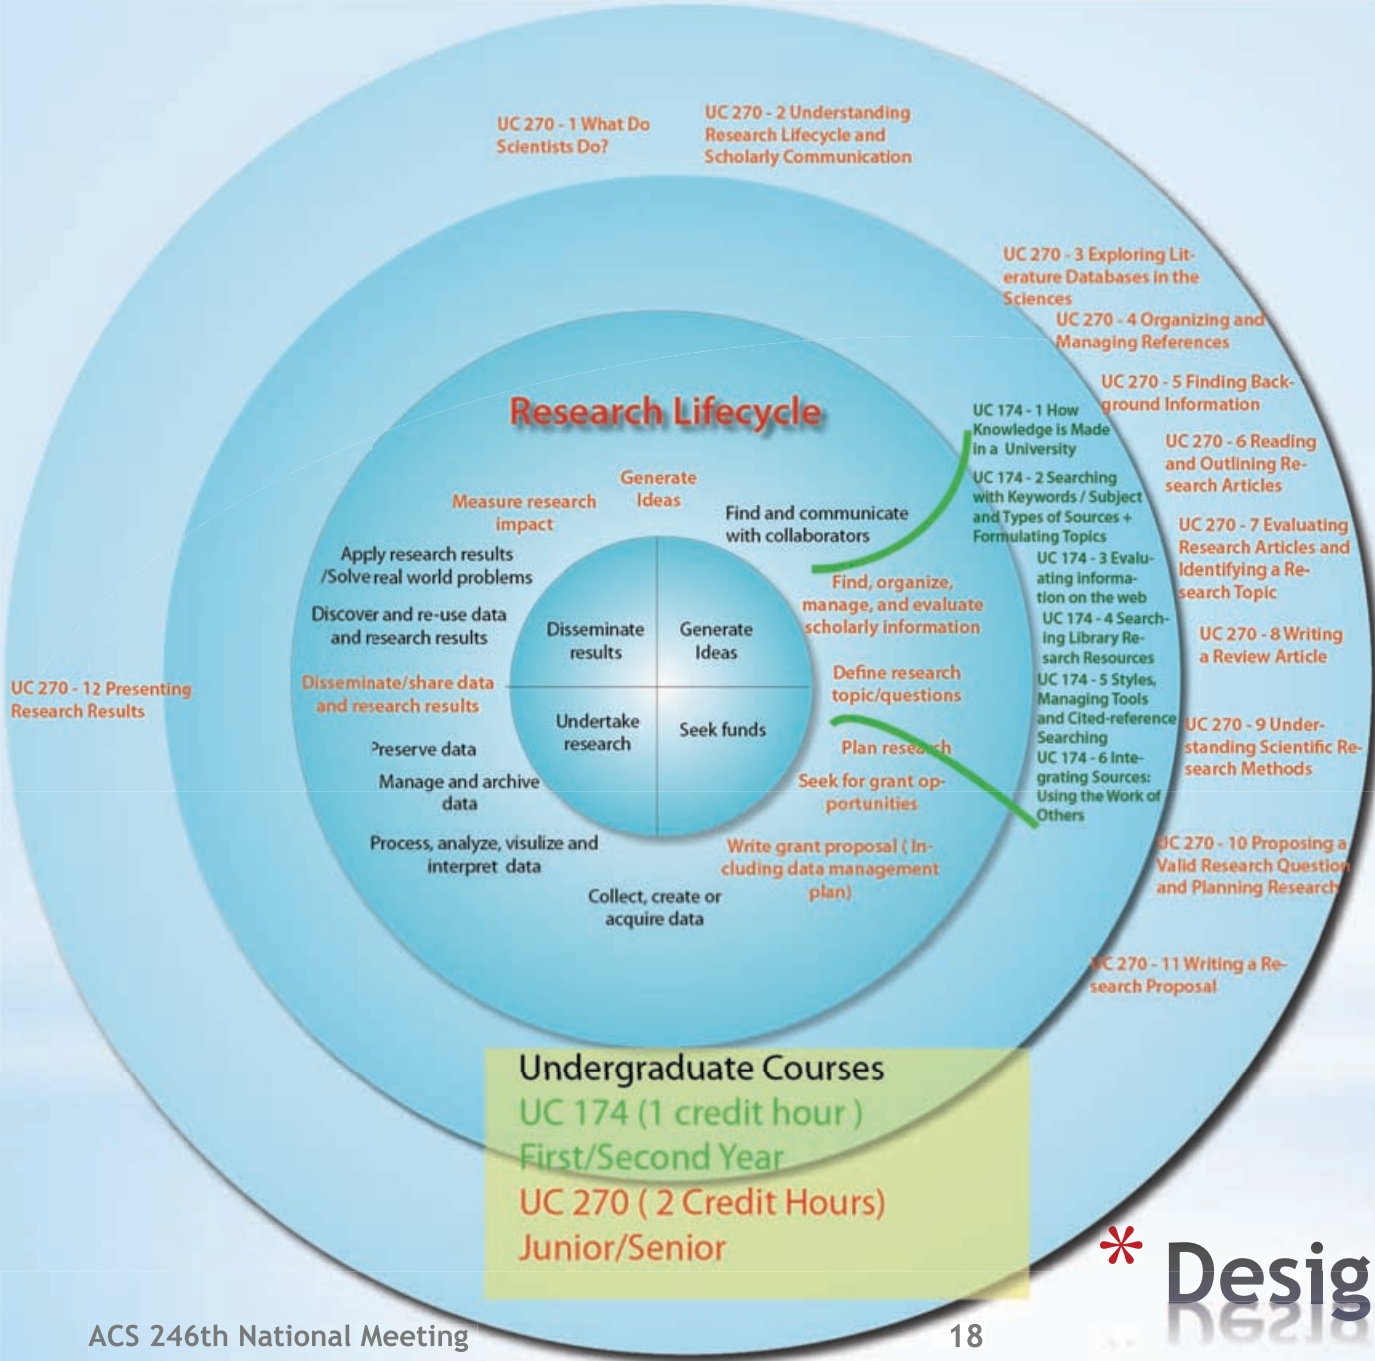 UC 270 - 1 What Do
Scientists Do?
UC 270 - 2 Understanding
Research Lifecycle and
Scholarly Communication
UC 270 - 3 Exploring Lit-
erature Databases in the
Sciences
UC 270 - 4 Organizing and
Managing References
UC 270 - 5 Finding Back-
ground Information
UC 270 - 6 Reading
and Outlining Re-
search Articles
UC 270 - 7 Evaluating
Research Articles and
Identifying a Re-
search Topic
UC 270 - 8 Writing
a Review Article
UC 270 - 9 Under-
standing Scientific Re-
search Methods
UC 270 - 10 Proposing a
Valid Research Question
and Planning Research
UC 270 - 11 Writing a Re-
search Proposal
UC 270 - 12 Presenting
Research Results
UC 174 - 1 How
Knowledge is Made
in a University
UC 174 - 2 Searching
with Keywords / Subject
and Types of Sources +
Formulating Topics
UC 174 - 3 Evalu-
ating informa-
tion on the web
UC 174 - 4 Search-
ing Library Re-
sarch Resources
UC 174 - 5 Styles,
Managing Tools
and Cited-reference
Searching
UC 174 - 6 Inte-
grating Sources:
Using the Work of
Others
Research Lifecycle
Generate
Ideas
Find and communicate
with collaborators
Find, organize,
manage, and evaluate
scholarly information
Define research
topic/questions
Plan research
Seek for grant op-
portunities
Write grant proposal ( In-
cluding data management
plan)
Collect, create or
acquire data
Process, analyze, visulize and
interpret data
Manage and archive
data
Preserve data
Disseminate/share data
and research results
Discover and re-use data
and research results
Apply research results
/Solve real world problems
Measure research
impact
Disseminate
results
Generate
Ideas
Undertake
research
Seek funds
Undergraduate Courses
UC 174 (1 credit hour )
First/Second Year
UC 270 ( 2 Credit Hours)
Junior/Senior
* Desig
ACS 246th National Meeting
18